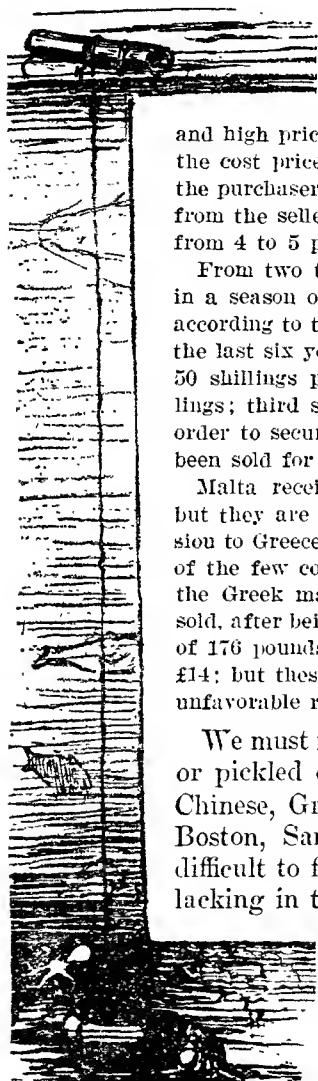 and high pric
the cost price
the purchaser
from the selle
from 4 to 5 p
From two t
in a season o
according to t
the last six ye
50 shillings p
lings; third s
order to secur
been sold for
Malta recei
but they are
siou to Greece
of the few co
the Greek ma
sold, after bei
of 176 pounds
£14; but thes
unfavorable r
We must r
or pickled o
Chinese, Gr
Boston, San
difficult to f
lacking in t